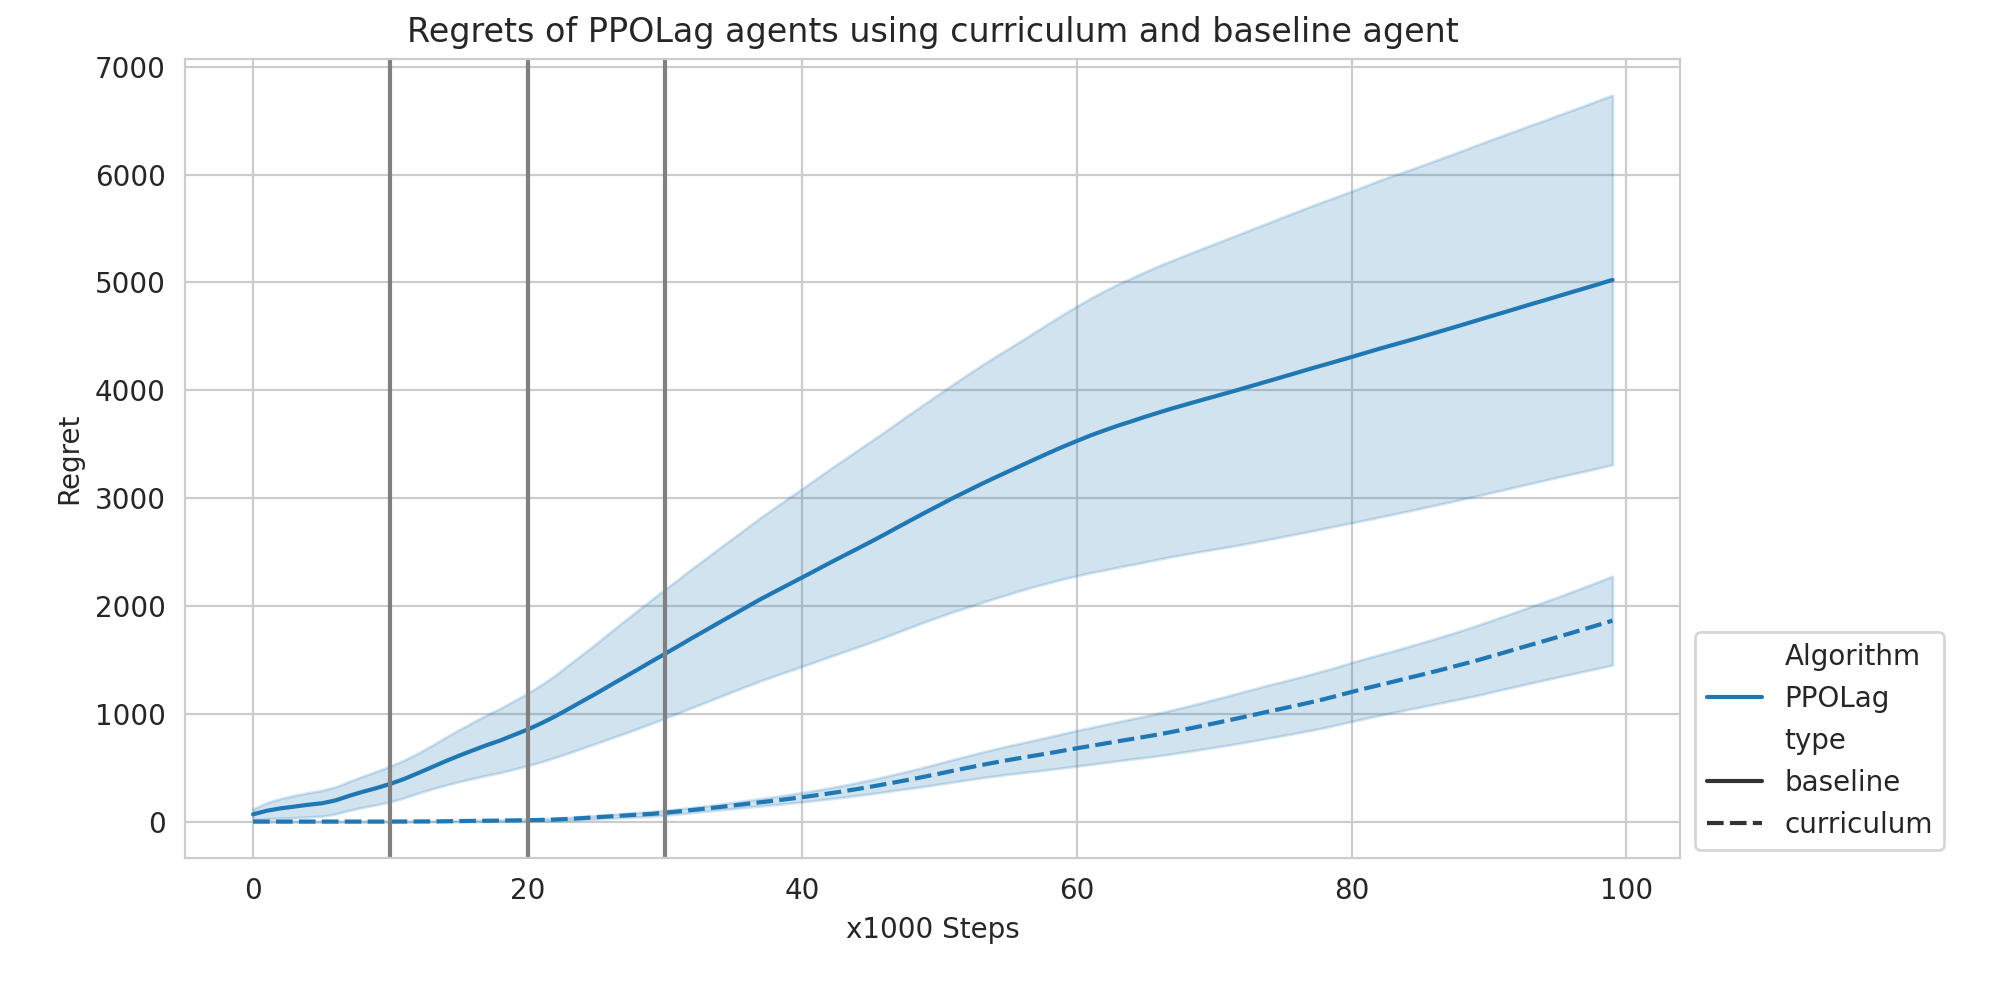 Regrets of PPOLag agents using curriculum and baseline agent
7000
6000
5000
4000
3000
2000
1000
0
Regret
0 20 40 60 80 100
x1000 Steps
Algorithm
PPOLag
type
baseline
curriculum